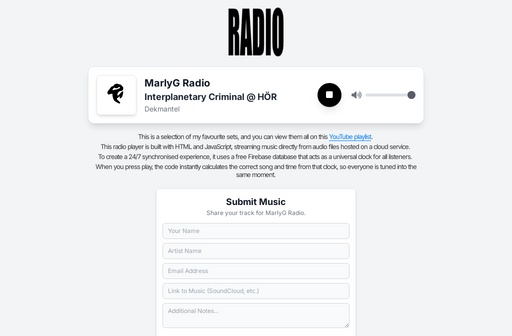 RADIO
MarlyG Radio
Interplanetary Criminal @ HÖR
Dekmantel
This is a selection of my favourite sets, and you can view them all on this YouTube playlist.
This radio player is built with HTML and JavaScript, streaming music directly from audio files hosted on a cloud service.
To create a 24/7 synchronised experience, it uses a free Firebase database that acts as a universal clock for all listeners.
When you press play, the code instantly calculates the correct song and time from that clock, so everyone is tuned into the
same moment.
Submit Music
Share your track for MarlyG Radio.
Your Name
Artist Name
Email Address
Link to Music (SoundCloud, etc.)
Additional Notes...